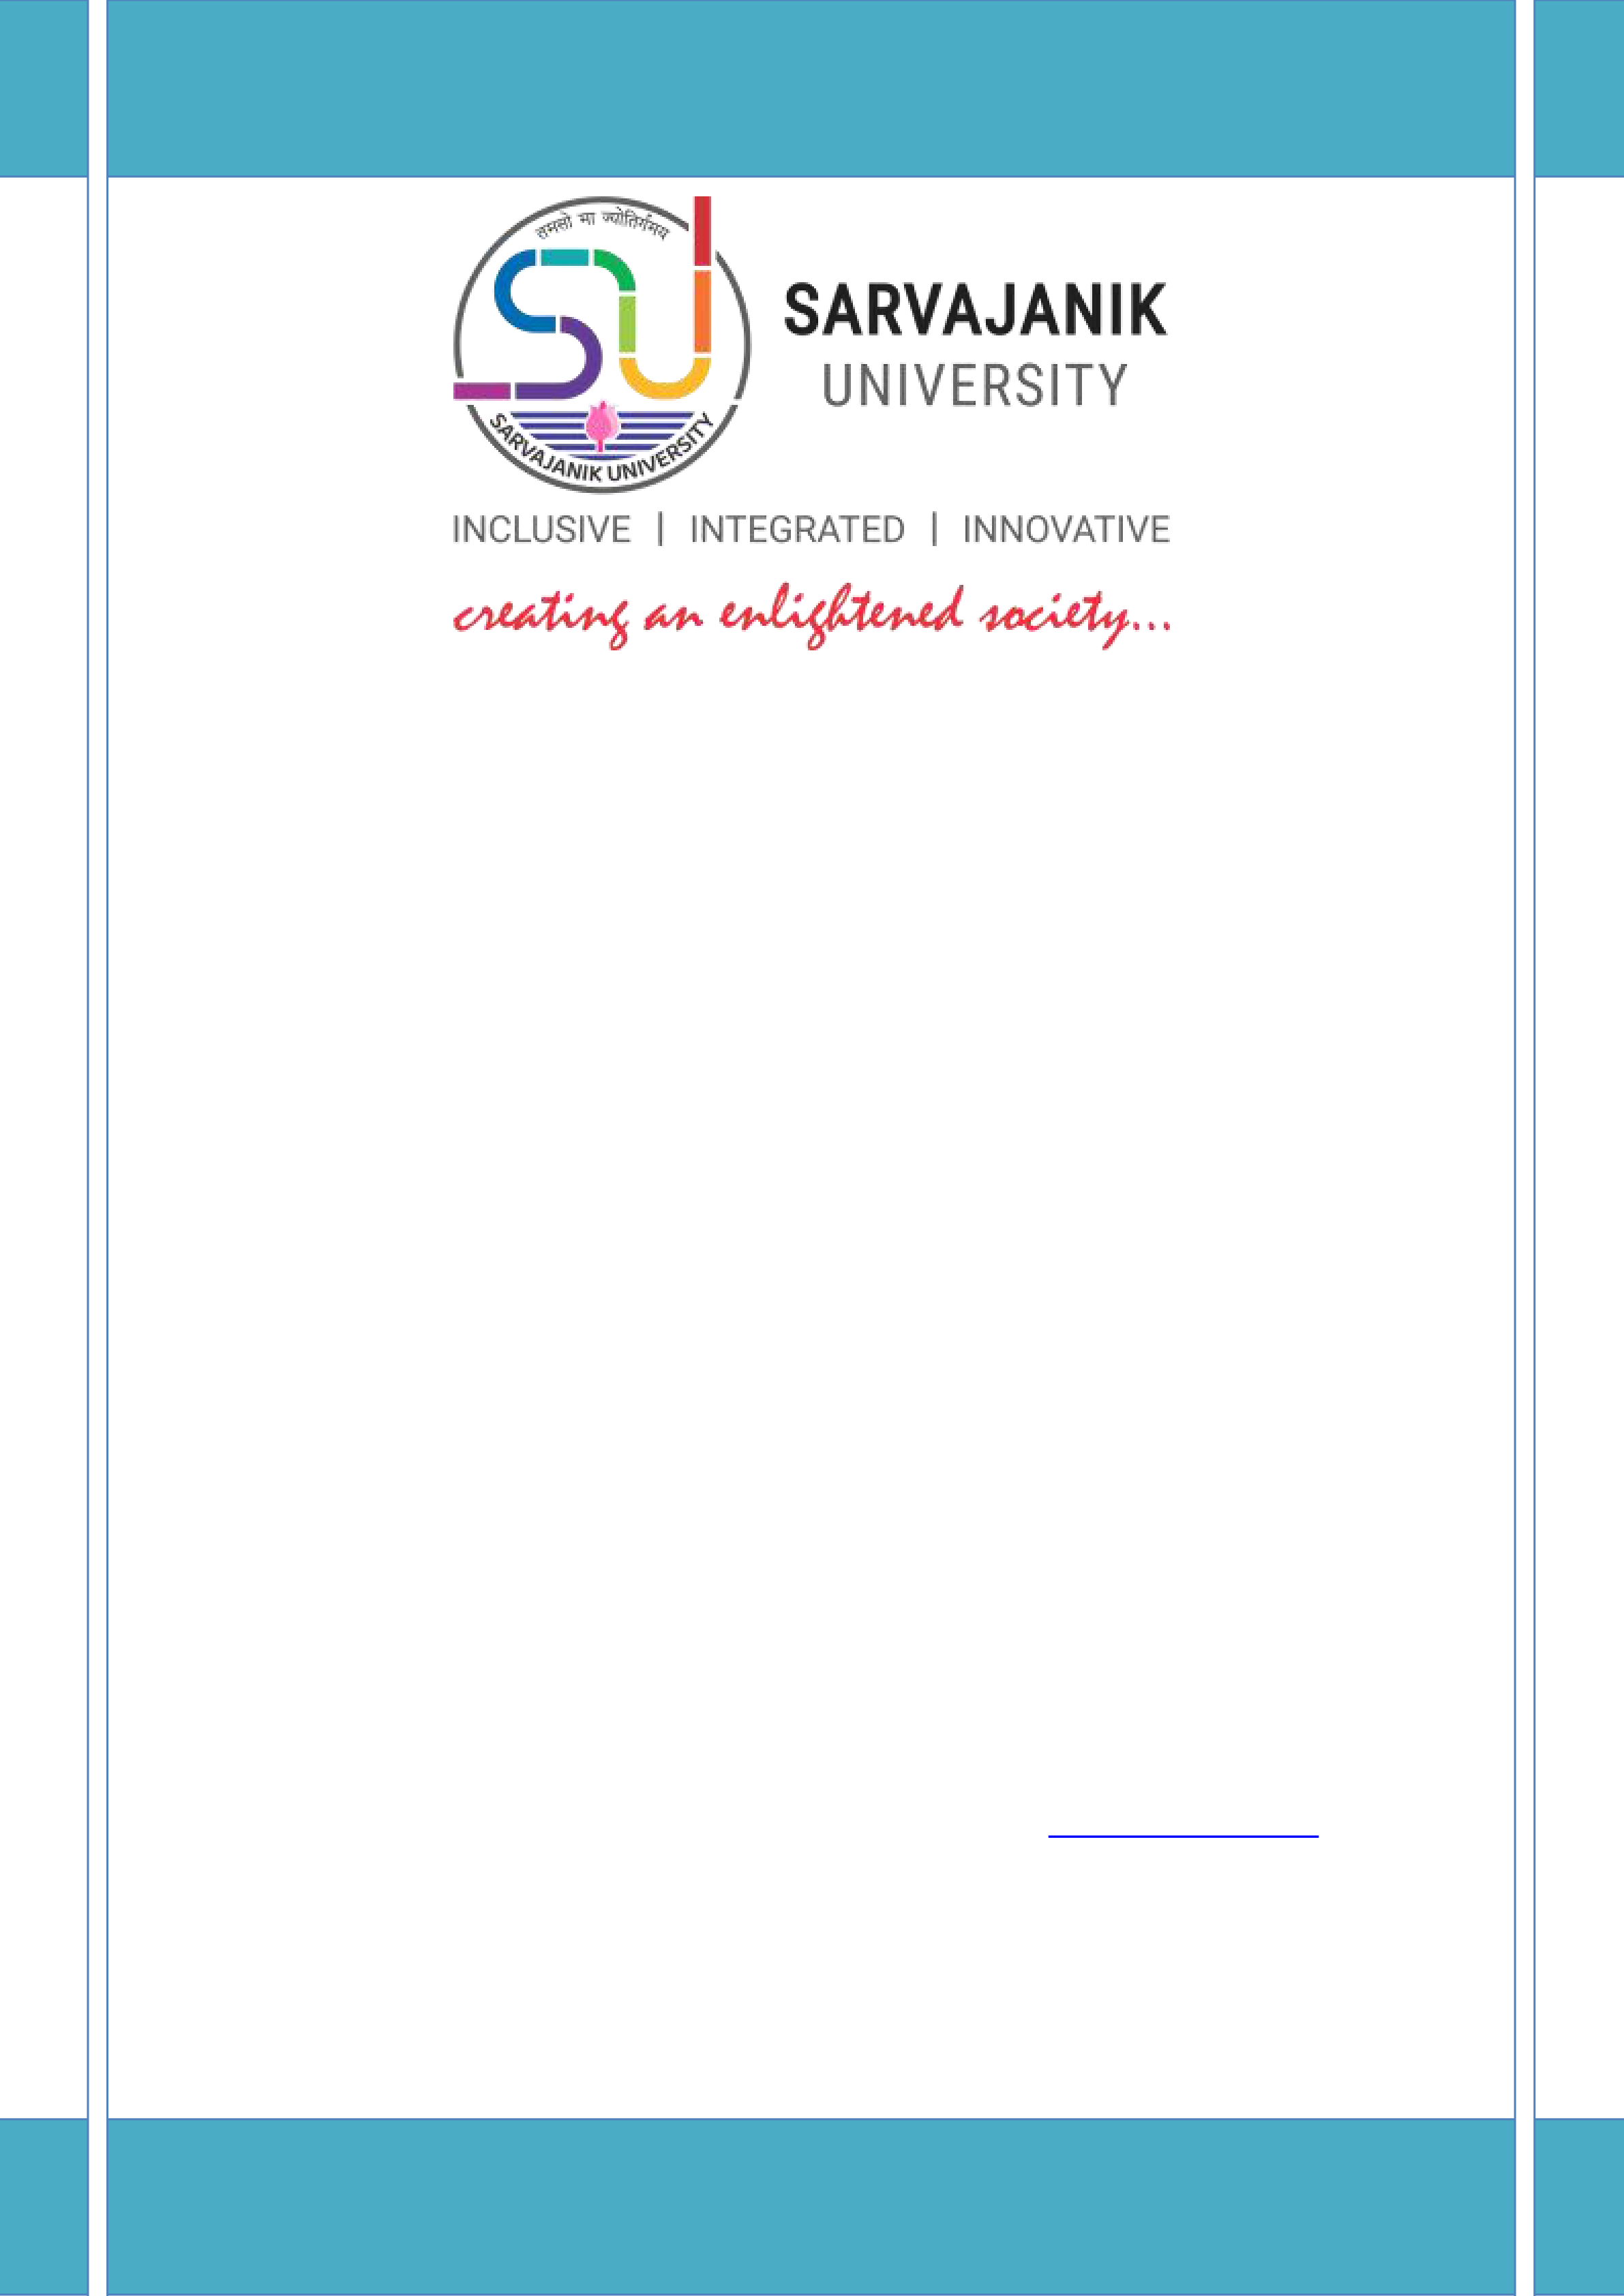 तमसो मा ज्योतिर्गमय
SARVAJANIK
UNIVERSITY
SARVAJANIK UNIVERSITY
INCLUSIVE | INTEGRATED | INNOVATIVE
creating an enlightened society...